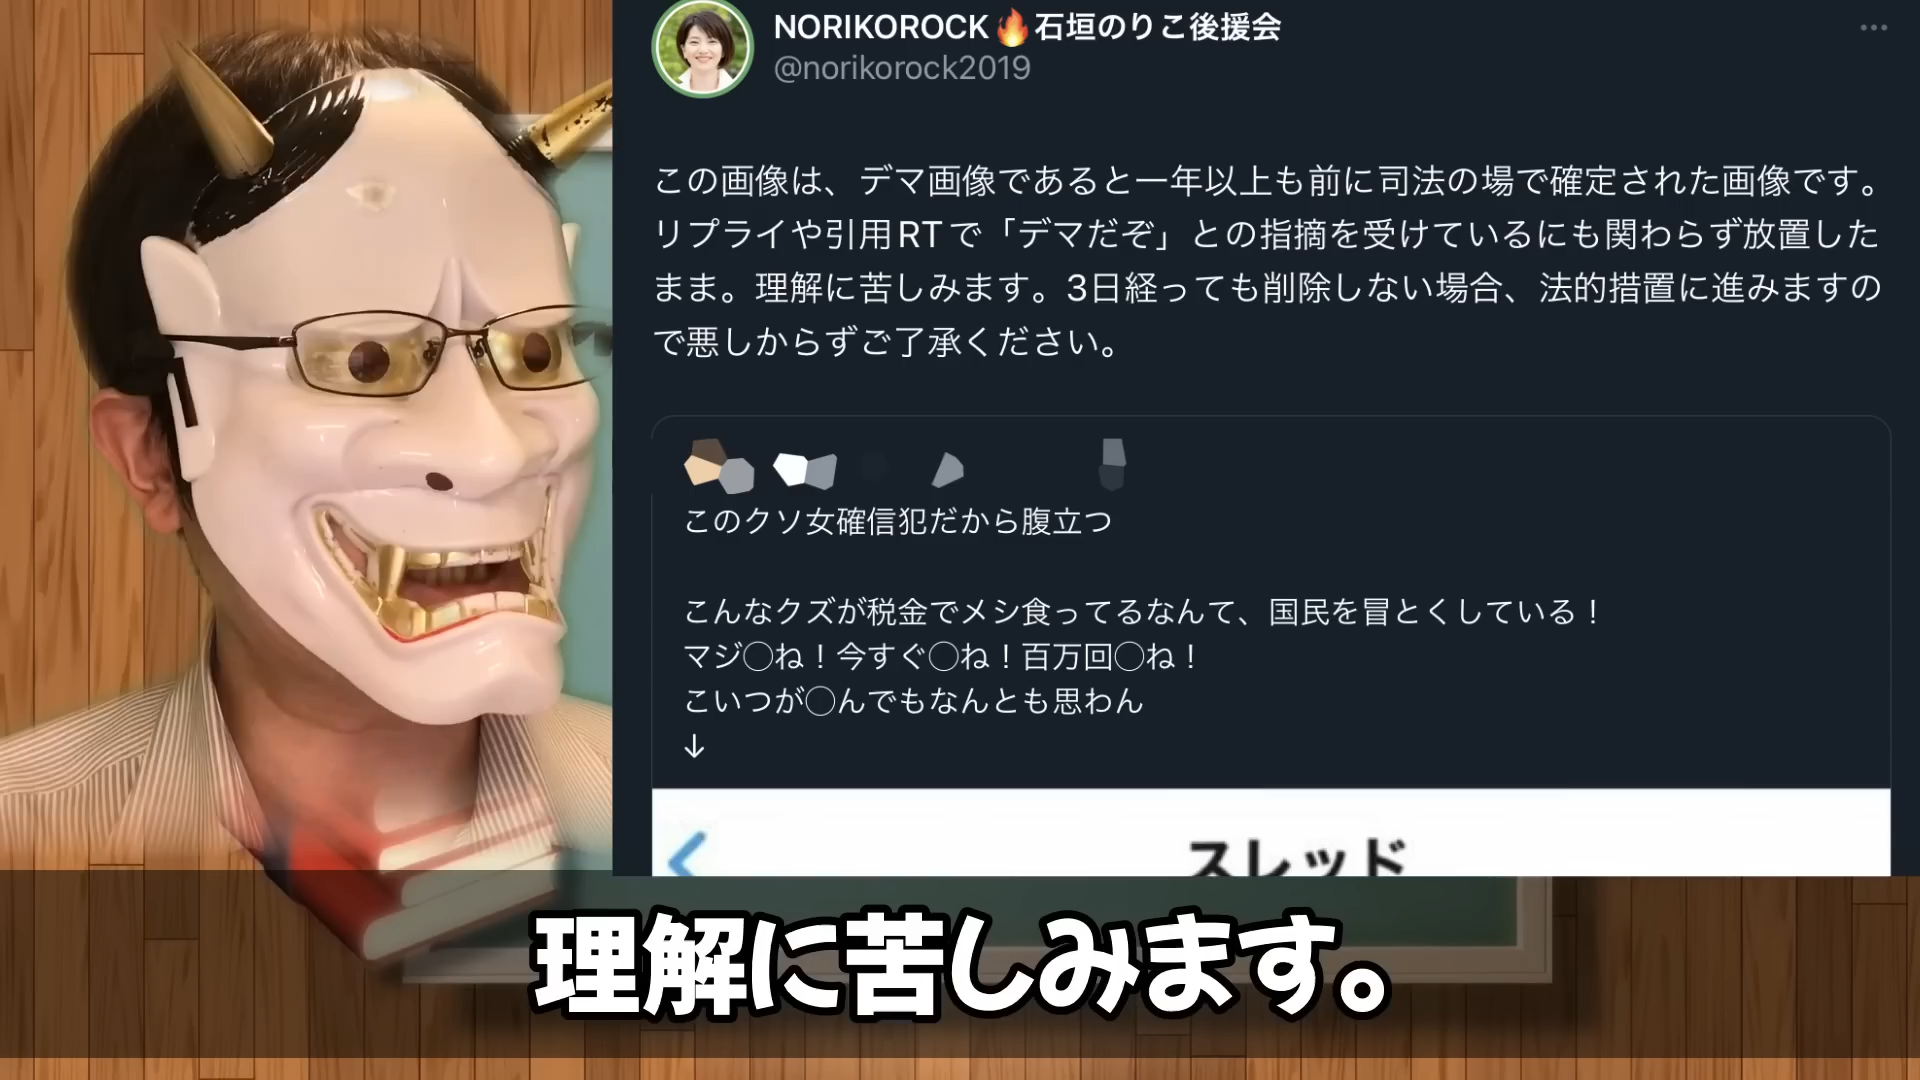 NORIKOROCK🔥石垣のりこ後援会
@norikorock2019
この画像は、デマ画像であると一年以上も前に司法の場で確定された画像です。
リプライや引用RTで「デマだぞ」との指摘を受けているにも関わらず放置した
まま。理解に苦しみます。3日経っても削除しない場合、法的措置に進みますの
で悪しからずご了承ください。
このクソ女確信犯だから腹立つ
こんなクズが税金でメシ食ってるなんて、国民を冒とくしている！
マジ◯ね！今すぐ◯ね！百万回◯ね！
こいつが◯んでもなんとも思わん
↓
スレッド
理解に苦しみます。